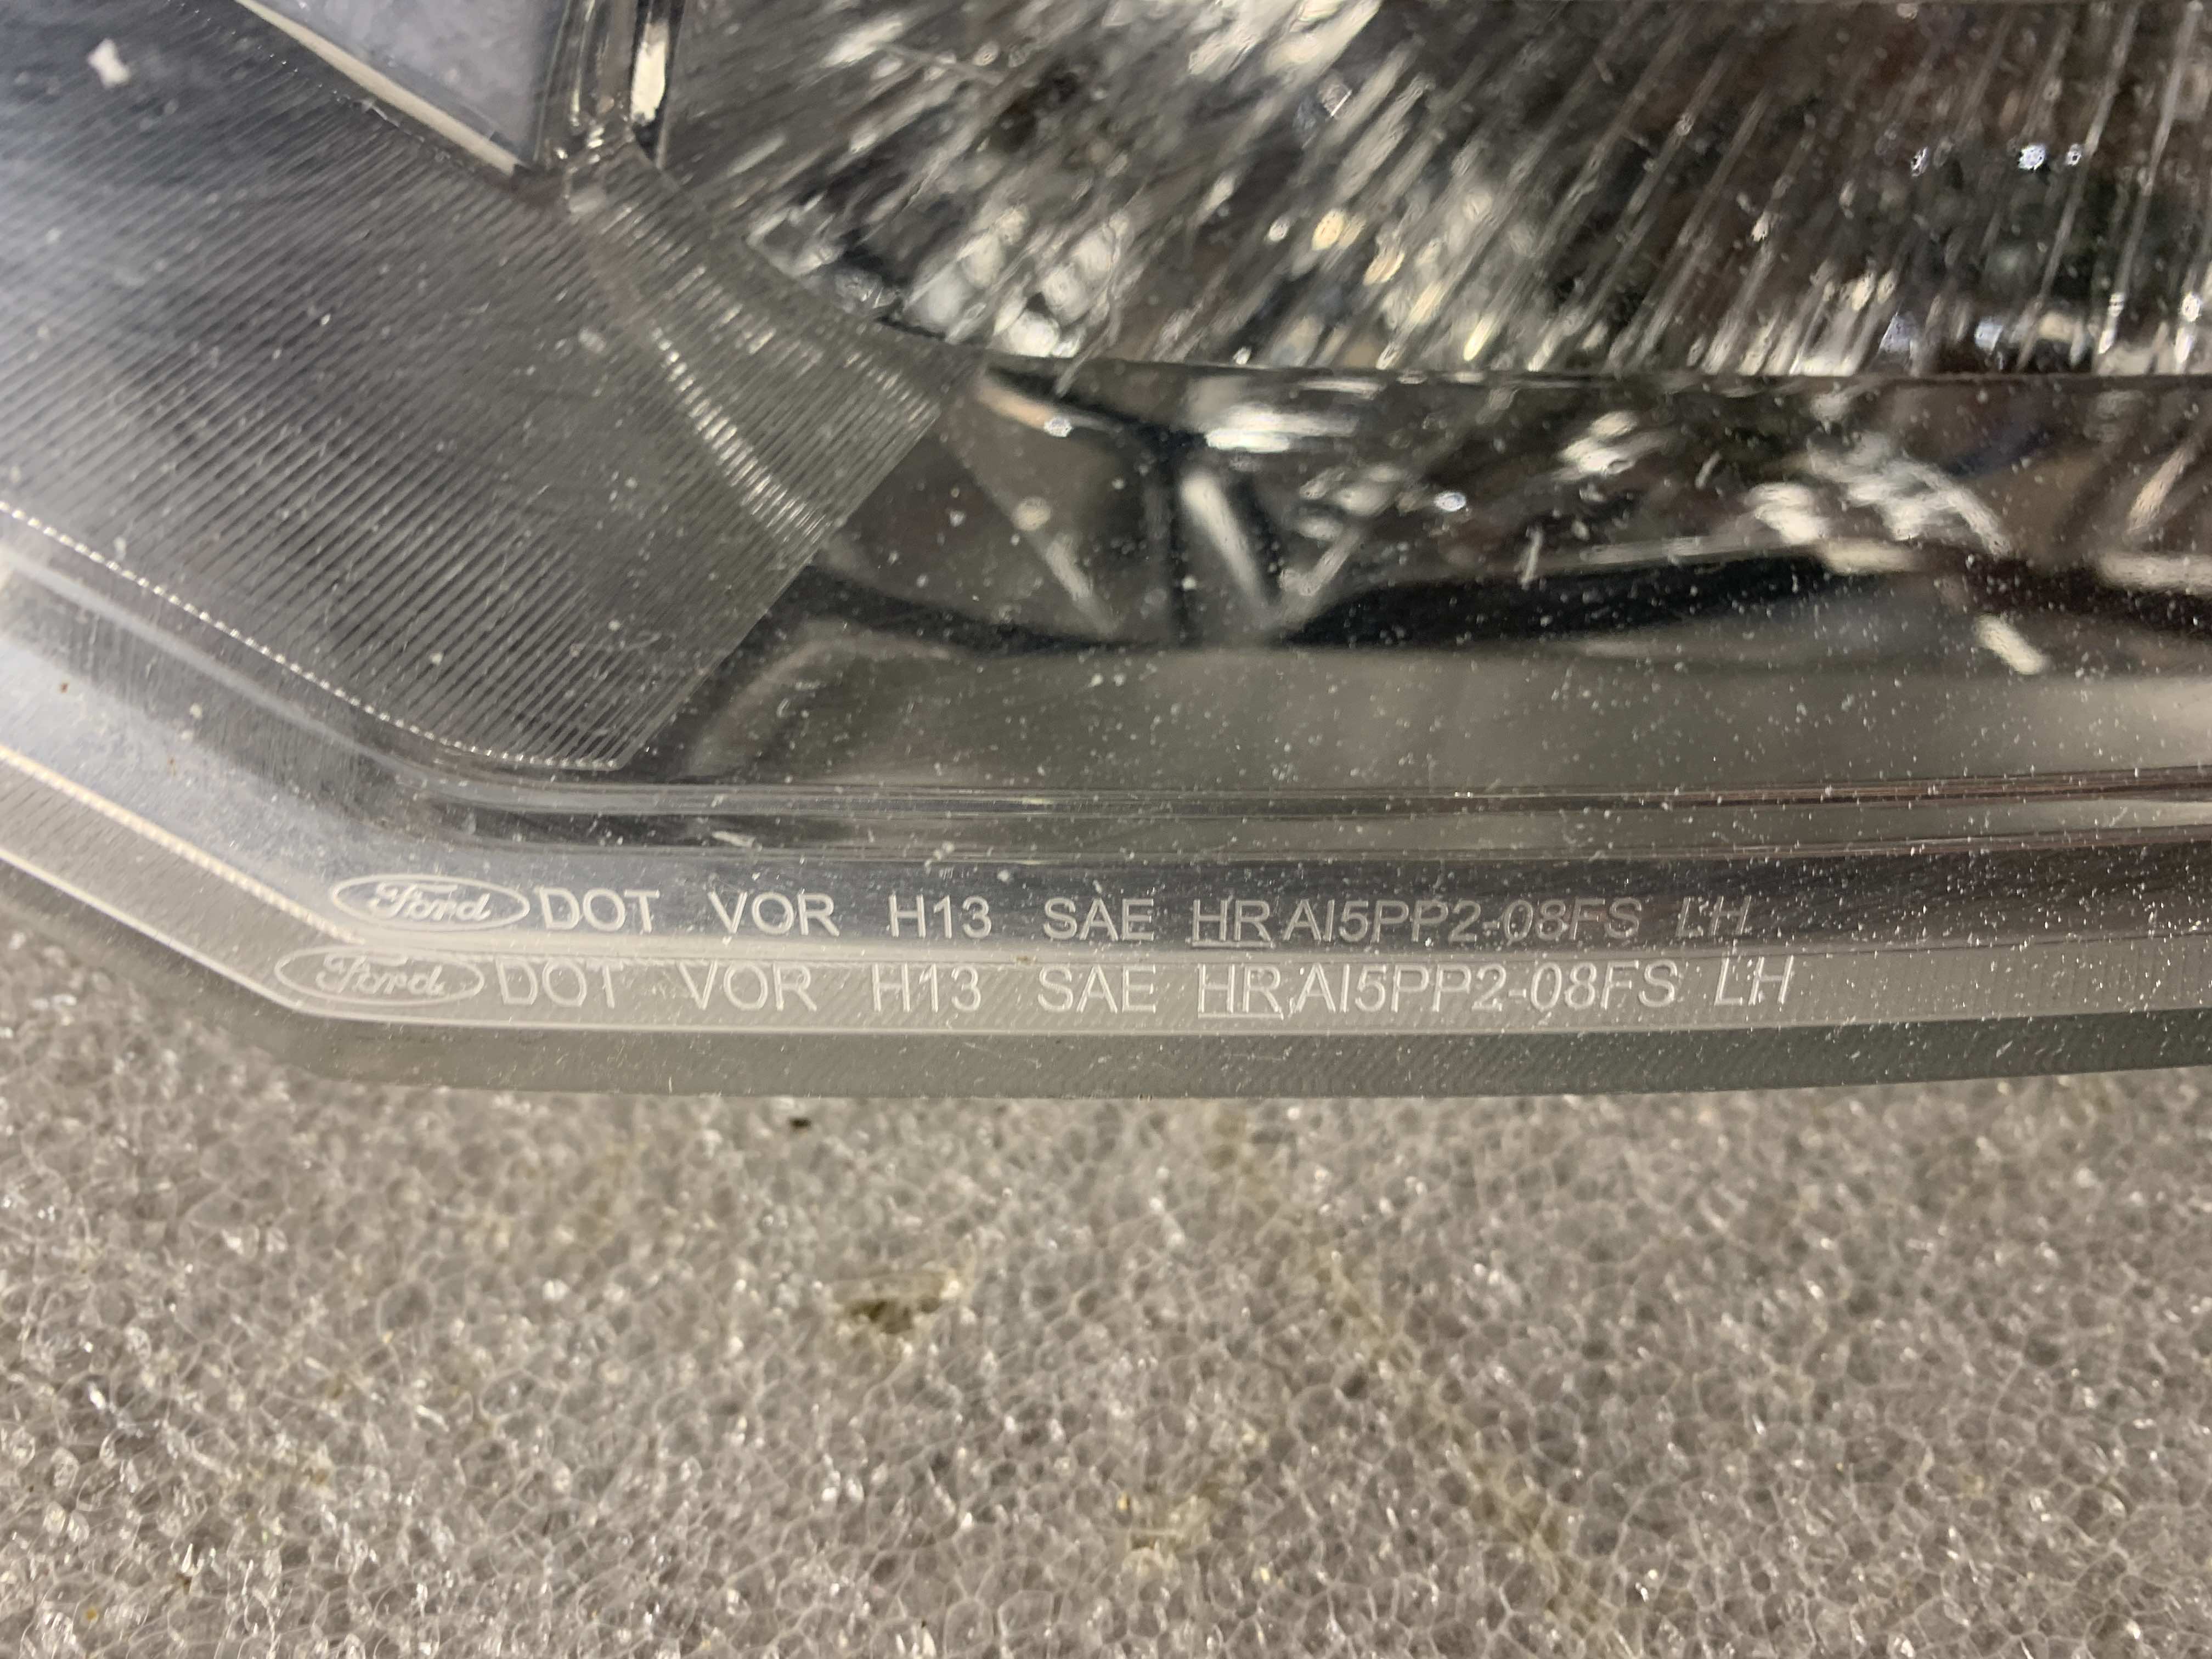 Ford DOT VOR H13 SAE HR AI5PP2-08FS LH
Ford DOT VOR H13 SAE HR AI5PP2-08FS LH